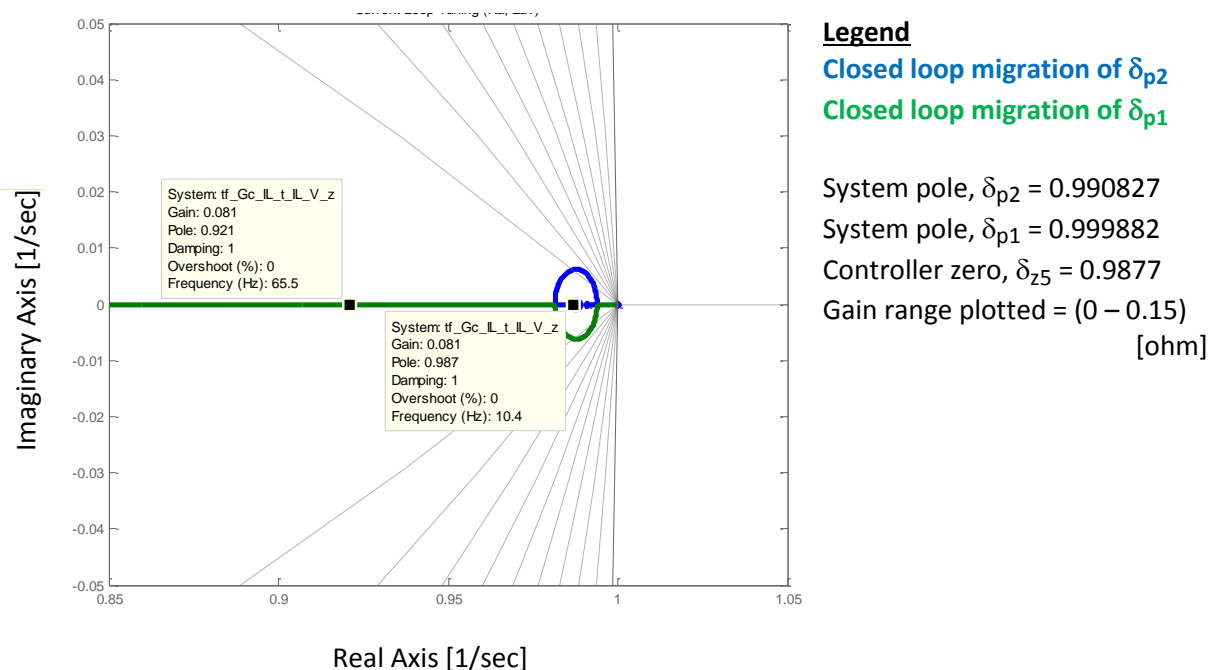 0.05
0.04
0.03
0.02
0.01
0
-0.01
-0.02
-0.03
-0.04
-0.05
0.85
0.9
0.95
1
1.05
Imaginary Axis [1/sec]
Real Axis [1/sec]
System: tf_Gc_IL_t_IL_V_z
Gain: 0.081
Pole: 0.921
Damping: 1
Overshoot (%): 0
Frequency (Hz): 65.5
System: tf_Gc_IL_t_IL_V_z
Gain: 0.081
Pole: 0.987
Damping: 1
Overshoot (%): 0
Frequency (Hz): 10.4
Legend
Closed loop migration of δp2
Closed loop migration of δp1
System pole, δp2 = 0.990827
System pole, δp1 = 0.999882
Controller zero, δz5 = 0.9877
Gain range plotted = (0 – 0.15)
[ohm]